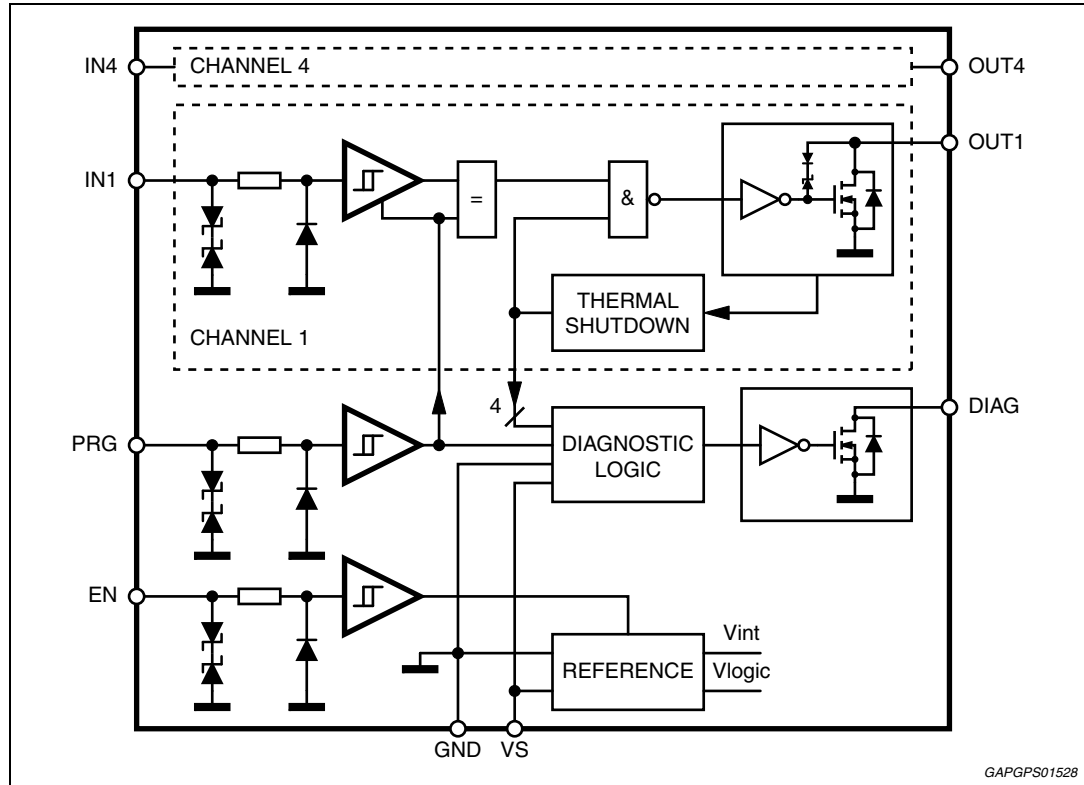 IN4
CHANNEL 4
OUT4
OUT1
IN1
=
&
THERMAL
SHUTDOWN
CHANNEL 1
4
DIAG
PRG
DIAGNOSTIC
LOGIC
EN
Vint
REFERENCE
Vlogic
GND
VS
GAPGPS01528